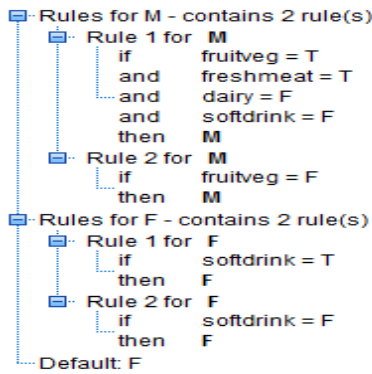 Rules for M - contains 2 rule(s)
Rule 1 for M
if fruitveg = T
and freshmeat = T
and dairy = F
and softdrink = F
then M
Rule 2 for M
if fruitveg = F
then M
Rules for F - contains 2 rule(s)
Rule 1 for F
if softdrink = T
then F
Rule 2 for F
if softdrink = F
then F
Default: F